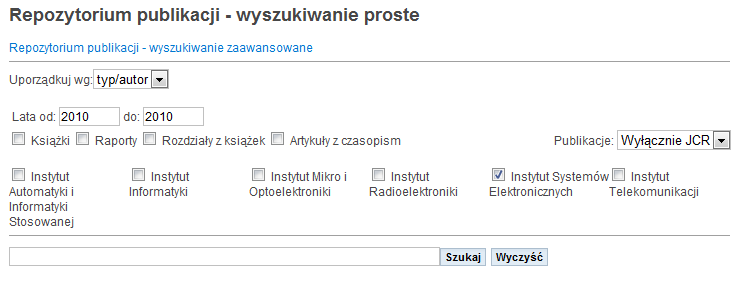 Repozytorium publikacji - wyszukiwanie proste
Repozytorium publikacji - wyszukiwanie zaawansowane
Uporządkuj wg: typ/autor
Lata od: 2010 do: 2010
Książki Raporty Rozdziały z książek Artykuły z czasopism Publikacje: Wyłącznie JCR
Instytut Automatyki i Informatyki Stosowanej
Instytut Informatyki
Instytut Mikro i Optoelektroniki
Instytut Radioelektroniki
Instytut Systemów Elektronicznych
Instytut Telekomunikacji
Szukaj Wyczyść